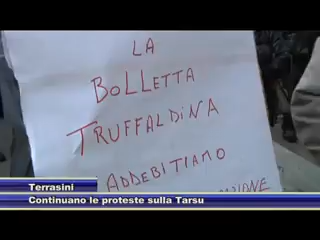 LA
BOLLETTA
TRUFFALDINA
ADDEBITIAMO
Terrasini
Continuano le proteste sulla Tarsu